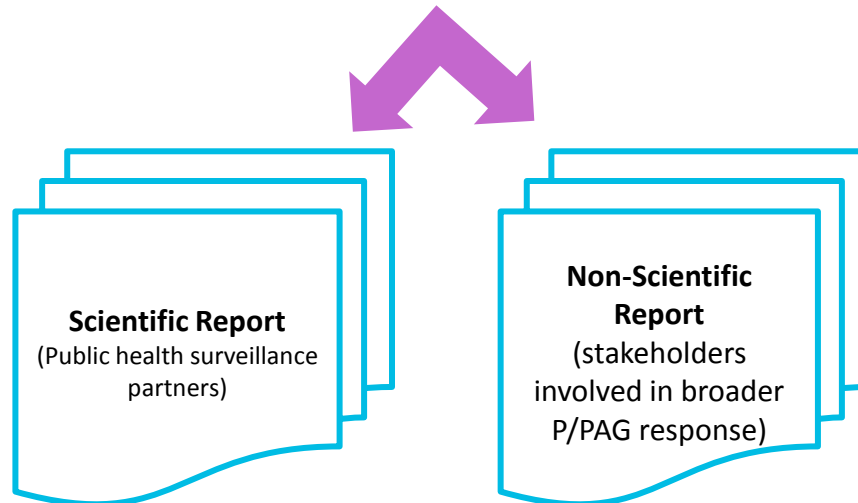 Scientific Report
(Public health surveillance
partners)
Non-Scientific
Report
(stakeholders
involved in broader
P/PAG response)